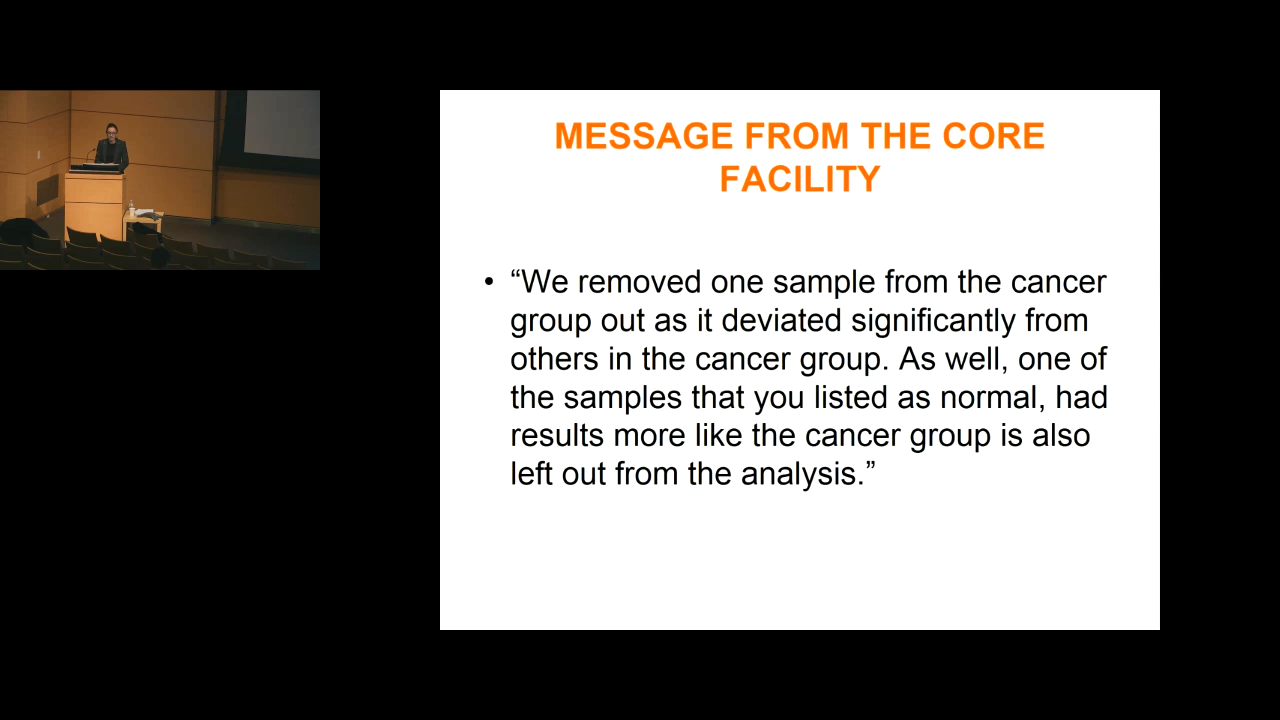 MESSAGE FROM THE CORE
FACILITY
• “We removed one sample from the cancer
group out as it deviated significantly from
others in the cancer group. As well, one of
the samples that you listed as normal, had
results more like the cancer group is also
left out from the analysis.”